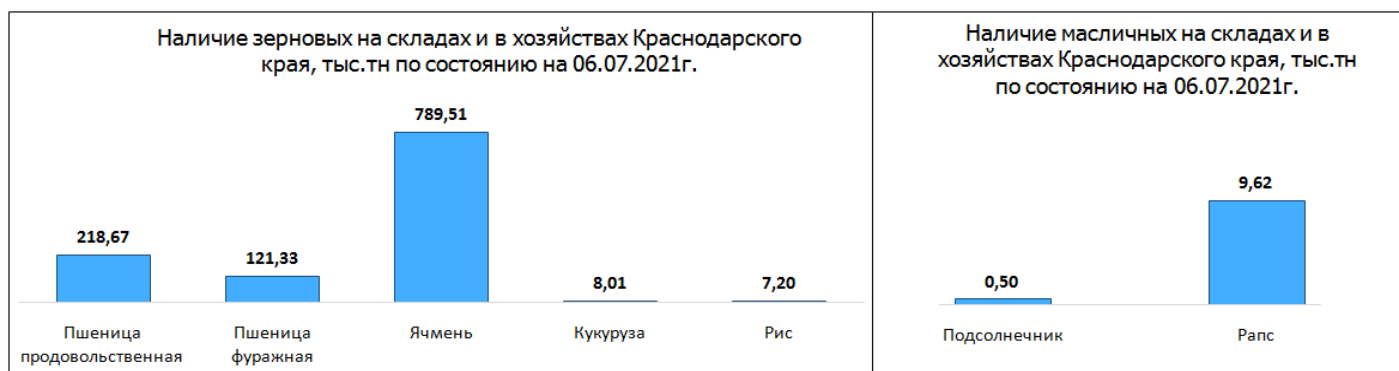 Наличие зерновых на складах и в хозяйствах Краснодарского
края, тыс.тн по состоянию на 06.07.2021г.
789,51
218,67
121,33
8,01
7,20
Пшеница
продовольственная
Пшеница
фуражная
Ячмень
Кукуруза
Рис
Наличие масличных на складах и в
хозяйствах Краснодарского края, тыс.тн
по состоянию на 06.07.2021г.
9,62
0,50
Подсолнечник
Рапс